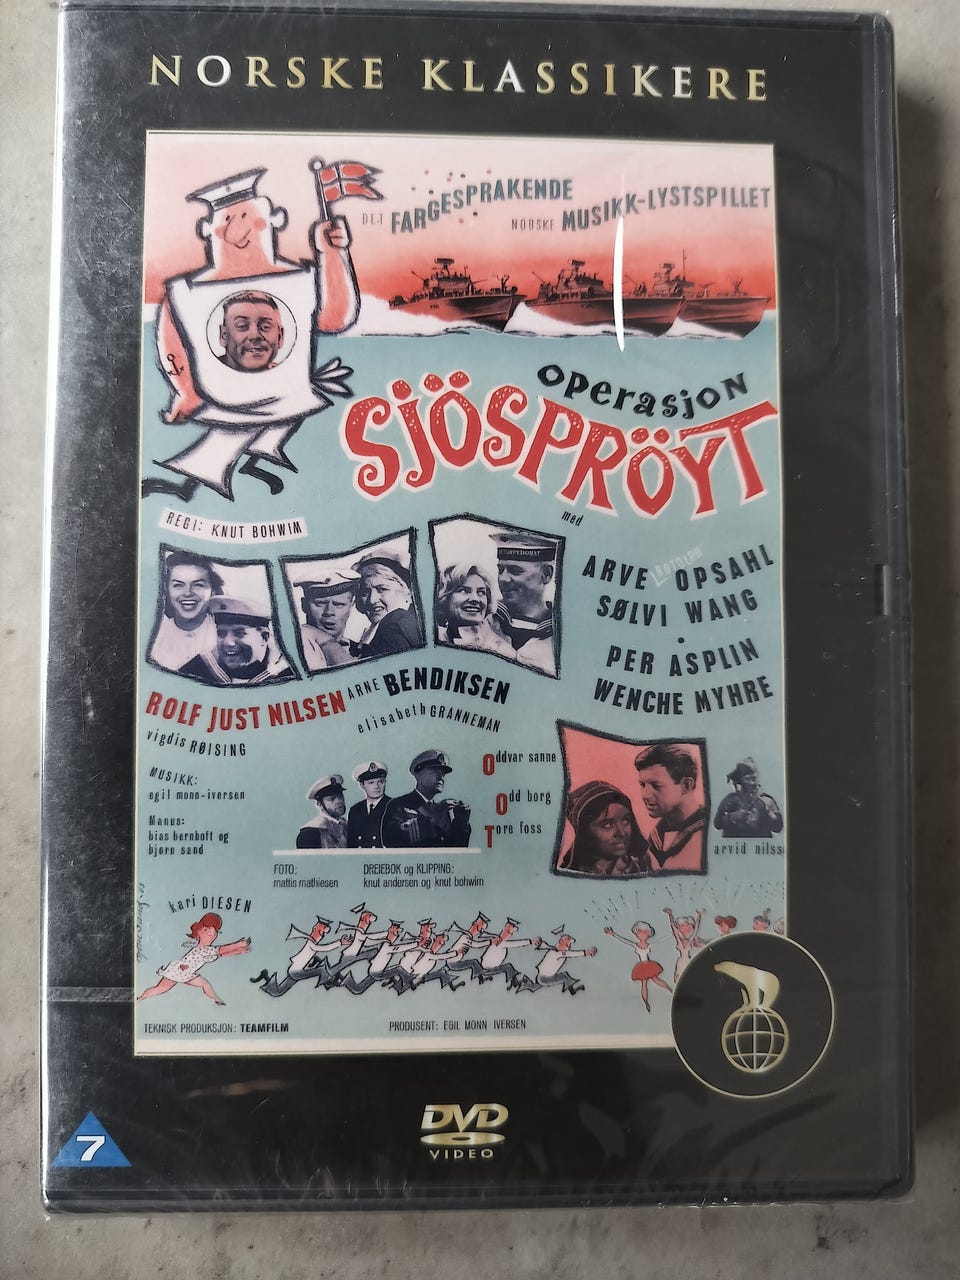 NORSKE KLASSIKERE
DET FARGESPRAKENDE
NORSKE MUSIKK-LYSTSPILLET
operasjon
SJÖSPRÖYT
REGI: KNUT BOHWIM
med
ARVE OPSAHL
SØLVI WANG
PER ASPLIN
WENCHE MYHRE
ROLF JUST NILSEN
ARNE BENDIKSEN
vigdis RØISING
elisabeth GRANNEMAN
MUSIKK:
egil monn-iversen
Manus:
bias bernhoft og
bjørn sand
Oddvar sanne
Odd borg
Tore foss
arvid nilss
FOTO:
mattis mathiesen
DREIEBOK og KLIPPING:
knut andersen og knut bohwim
kari DIESEN
TEKNISK PRODUKSJON: TEAMFILM
PRODUSENT: EGIL MONN IVERSEN
7
DVD
VIDEO